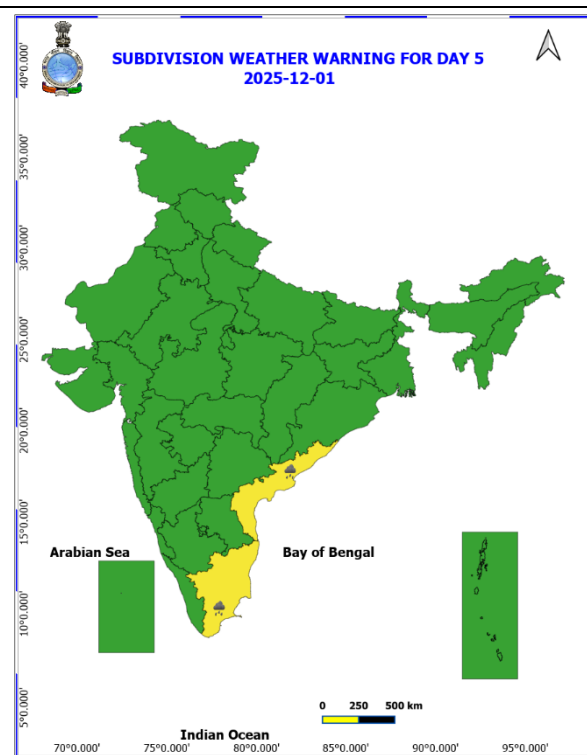 SUBDIVISION WEATHER WARNING FOR DAY 5
2025-12-01
40°0.000'
35°0.000'
30°0.000'
25°0.000'
20°0.000'
15°0.000'
10°0.000'
5°0.000'
Arabian Sea
Bay of Bengal
0 250 500 km
Indian Ocean
70°0.000' 75°0.000' 80°0.000' 85°0.000' 90°0.000' 95°0.000'